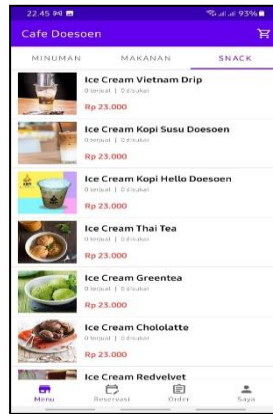 22.45
93%
Cafe Doesoen
MINUMAN MAKANAN SNACK
Ice Cream Vietnam Drip
0 terjual | 0 disukai
Rp 23.000
Ice Cream Kopi Susu Doesoen
0 terjual | 0 disukai
Rp 23.000
Ice Cream Kopi Hello Doesoen
0 terjual | 0 disukai
Rp 23.000
Ice Cream Thai Tea
0 terjual | 0 disukai
Rp 23.000
Ice Cream Greentea
0 terjual | 0 disukai
Rp 23.000
Ice Cream Chololatte
0 terjual | 0 disukai
Rp 23.000
Ice Cream Redvelvet
Menu Reservasi Order Saya